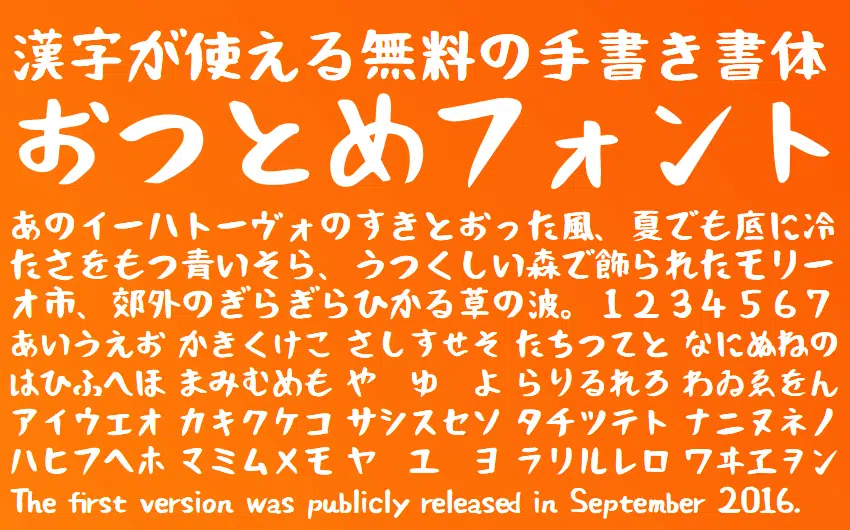 漢字が使える無料の手書き書体
おつとめフォント
あのイーハトーヴォのすきとおった風、夏でも底に冷
たさをもつ青いそら、うつくしい森で飾られたモリー
オ市、郊外のぎらぎらひかる草の波。１２３４５６７
あいうえお かきくけこ さしすせそ たちつてと なにぬねの
はひふへほ まみむめも や　ゆ　よ らりるれろ わゐゑをん
アイウエオ カキクケコ サシスセソ タチツテト ナニヌネノ
ハヒフヘホ マミムメモ ヤ　ユ　ヨ ラリルレロ ワヰヱヲン
The first version was publicly released in September 2016.